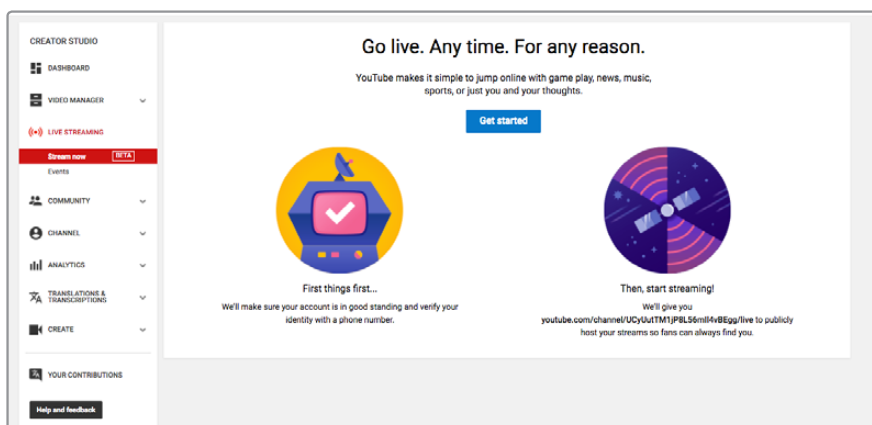 CREATOR STUDIO
DASHBOARD
VIDEO MANAGER
LIVE STREAMING
Stream now BETA
Events
COMMUNITY
CHANNEL
ANALYTICS
TRANSLATIONS &
TRANSCRIPTIONS
CREATE
YOUR CONTRIBUTIONS
Help and feedback
Go live. Any time. For any reason.
YouTube makes it simple to jump online with game play, news, music,
sports, or just you and your thoughts.
Get started
First things first...
We'll make sure your account is in good standing and verify your
identity with a phone number.
Then, start streaming!
We'll give you
youtube.com/channel/UCyUutTM1jP8L56mll4vBEgg/live to publicly
host your streams so fans can always find you.